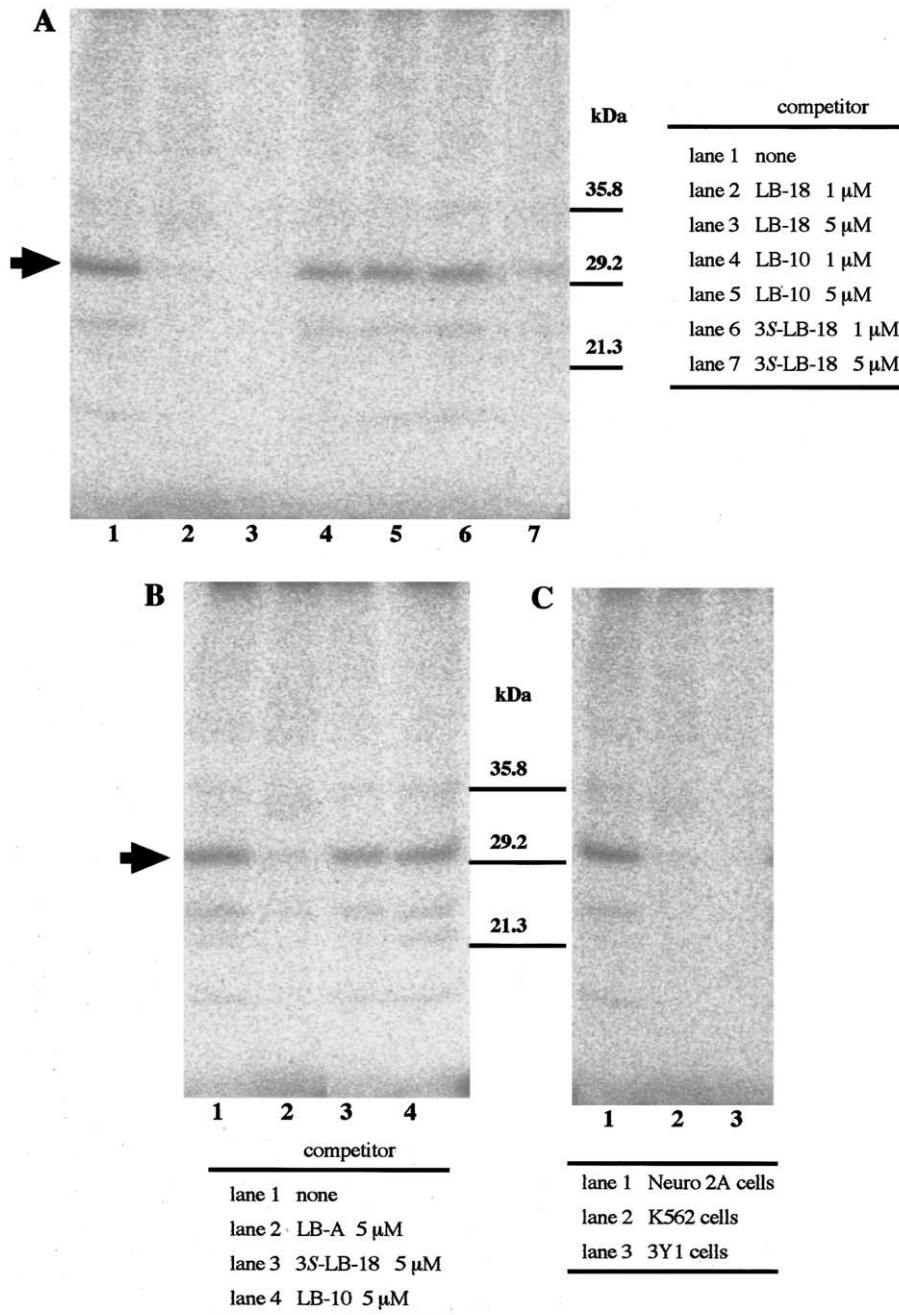 A
kDa
35.8
29.2
21.3
competitor
lane 1 none
lane 2 LB-18 1 μM
lane 3 LB-18 5 μM
lane 4 LB-10 1 μM
lane 5 LB-10 5 μM
lane 6 3S-LB-18 1 μM
lane 7 3S-LB-18 5 μM
1 2 3 4 5 6 7
B
C
kDa
35.8
29.2
21.3
1 2 3 4
1 2 3
competitor
lane 1 none
lane 2 LB-A 5 μM
lane 3 3S-LB-18 5 μM
lane 4 LB-10 5 μM
lane 1 Neuro 2A cells
lane 2 K562 cells
lane 3 3Y1 cells